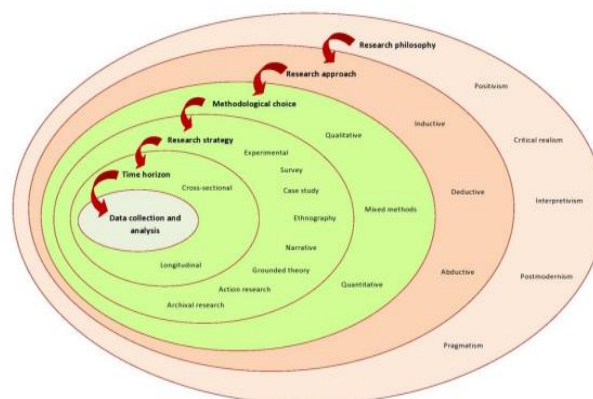 Research philosophy
Research approach
Positivism
Methodological choice
Inductive
Qualitative
Research strategy
Critical realism
Experimental
Survey
Time horizon
Cross-sectional
Case study
Deductive
Interpretivism
Mixed methods
Data collection and
analysis
Ethnography
Narrative
Longitudinal
Grounded theory
Abductive
Postmodernism
Action research
Quantitative
Archival research
Pragmatism